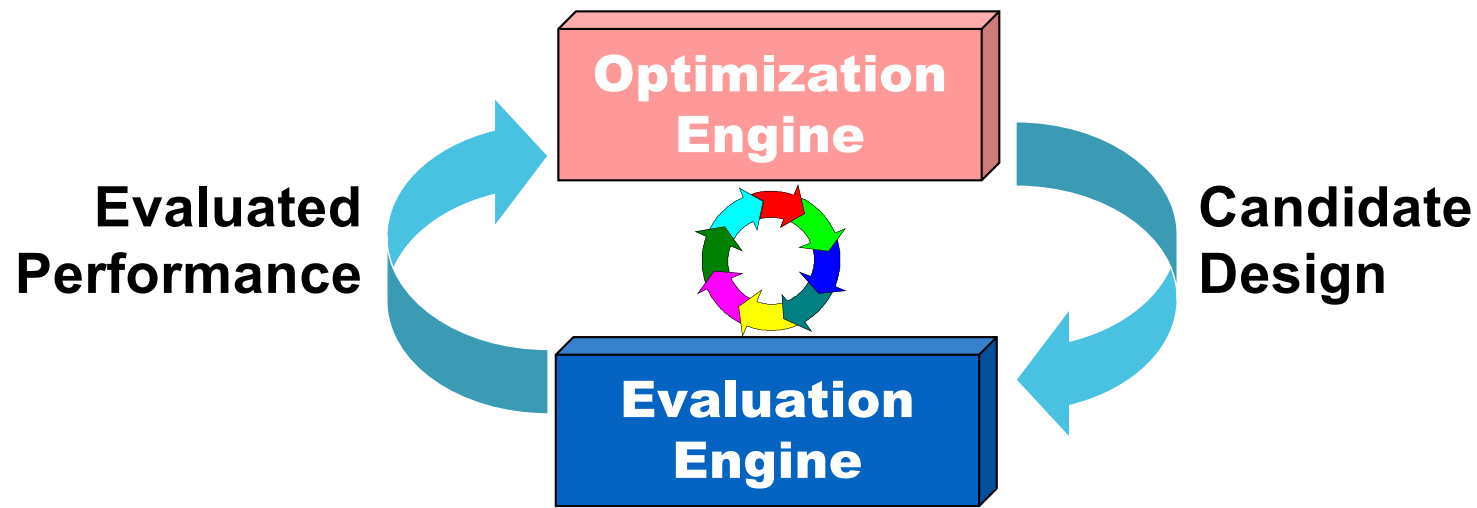 Optimization
Engine
Evaluated
Performance
Candidate
Design
Evaluation
Engine